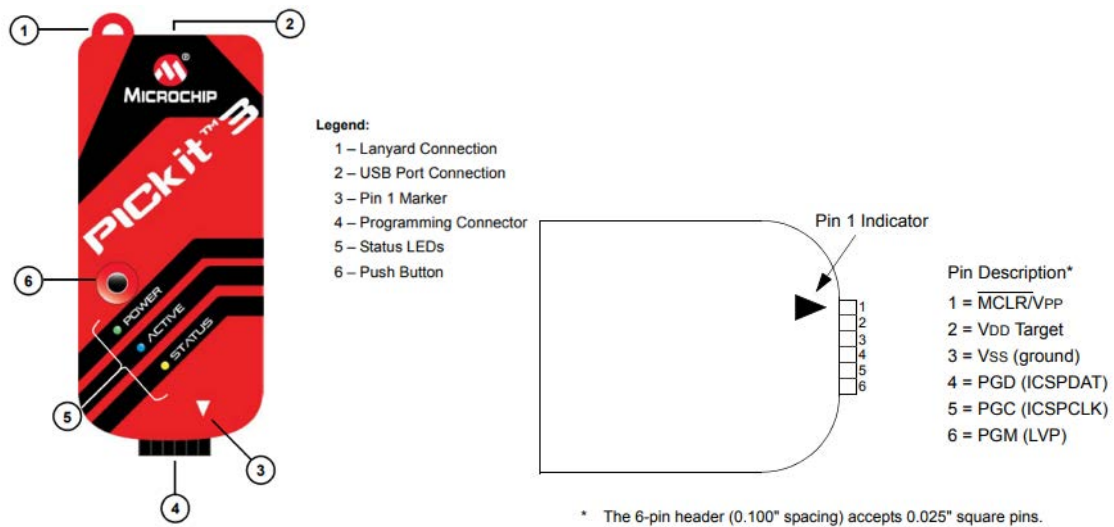 1
2
®
MICROCHIP
PICkit™ 3
6
POWER
ACTIVE
STATUS
5
3
4
Legend:
1 – Lanyard Connection
2 – USB Port Connection
3 – Pin 1 Marker
4 – Programming Connector
5 – Status LEDs
6 – Push Button
Pin 1 Indicator
1
2
3
4
5
6
Pin Description*
1 = MCLR/VPP
2 = VDD Target
3 = VSS (ground)
4 = PGD (ICSPDAT)
5 = PGC (ICSPCLK)
6 = PGM (LVP)
* The 6-pin header (0.100" spacing) accepts 0.025" square pins.